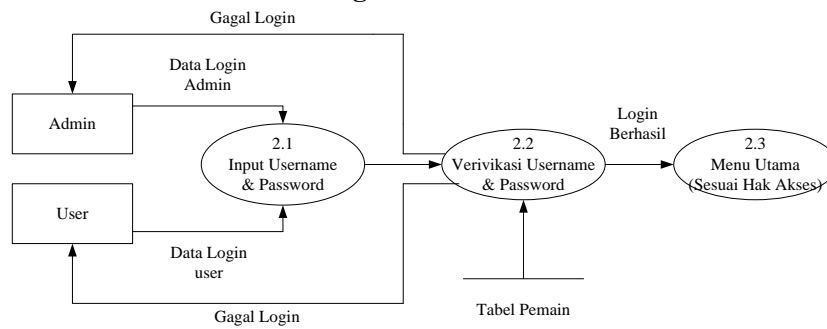 Gagal Login
Data Login
Admin
Admin
2.1
Input Username
& Password
2.2
Verivikasi Username
& Password
Login
Berhasil
2.3
Menu Utama
(Sesuai Hak Akses)
User
Data Login
user
Gagal Login
Tabel Pemain